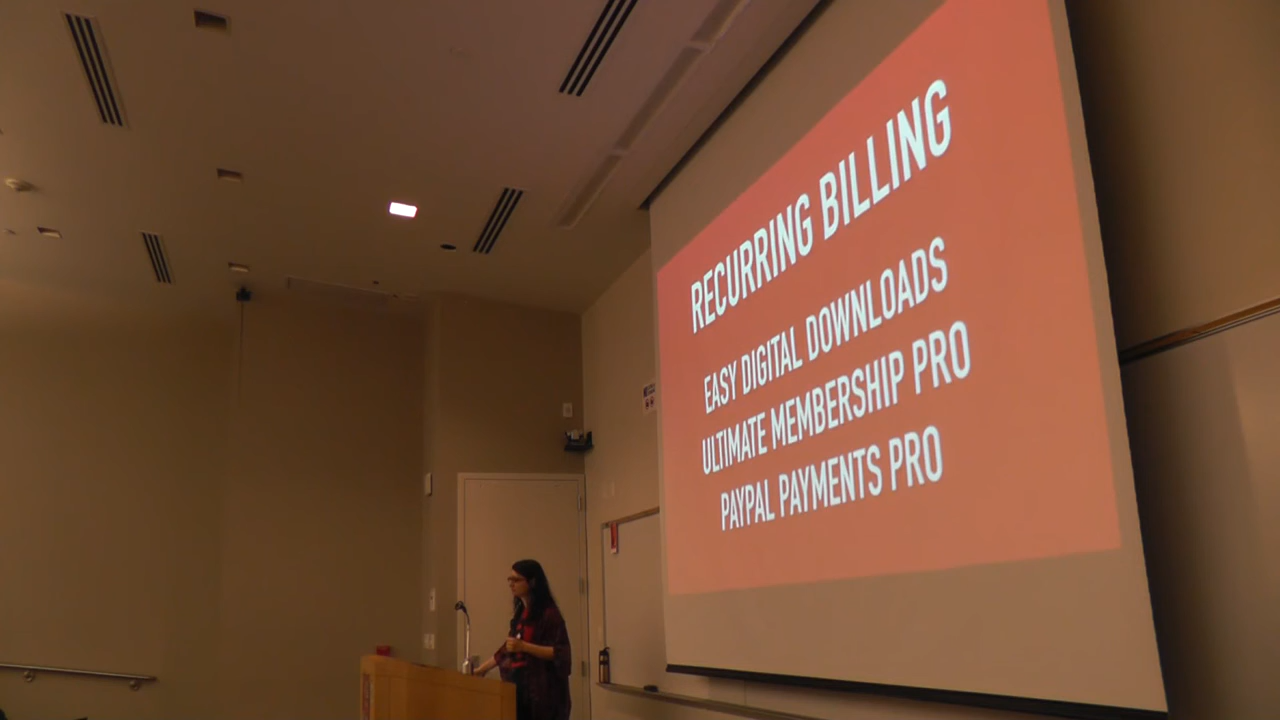 RECURRING BILLING
EASY DIGITAL DOWNLOADS
ULTIMATE MEMBERSHIP PRO
PAYPAL PAYMENTS PRO